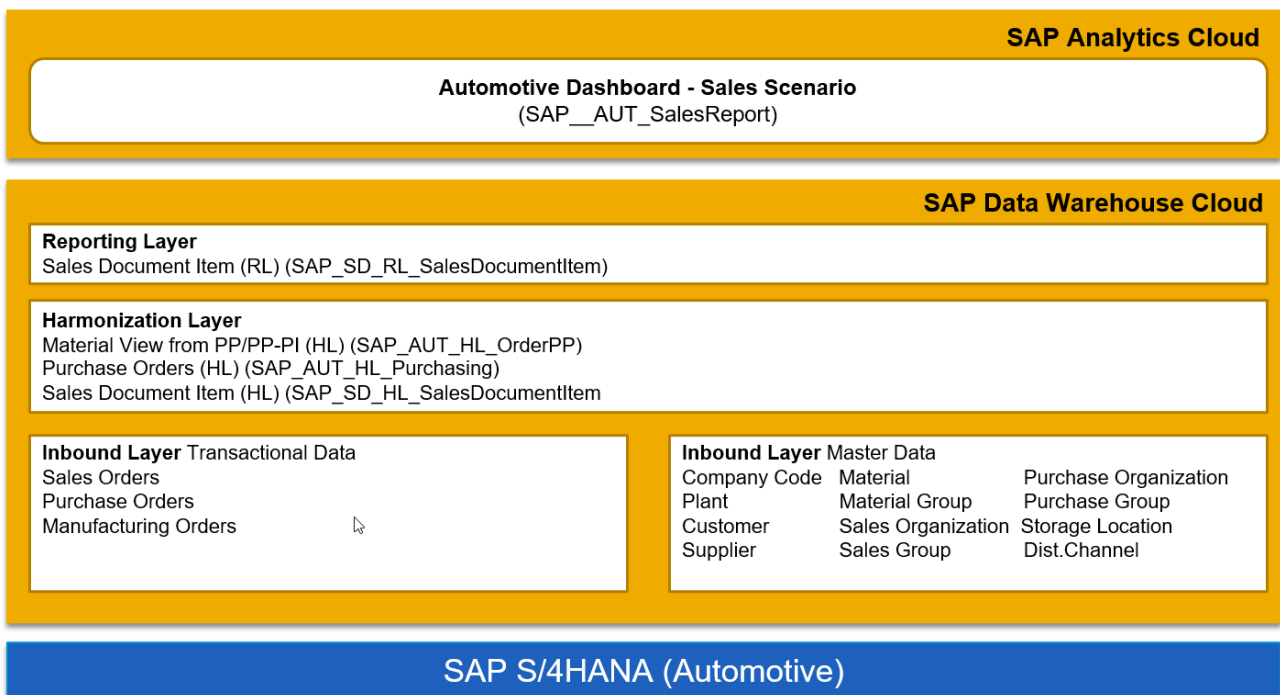 SAP Analytics Cloud
Automotive Dashboard - Sales Scenario
(SAP__AUT_SalesReport)
SAP Data Warehouse Cloud
Reporting Layer
Sales Document Item (RL) (SAP_SD_RL_SalesDocumentItem)
Harmonization Layer
Material View from PP/PP-PI (HL) (SAP_AUT_HL_OrderPP)
Purchase Orders (HL) (SAP_AUT_HL_Purchasing)
Sales Document Item (HL) (SAP_SD_HL_SalesDocumentItem
Inbound Layer Transactional Data
Sales Orders
Purchase Orders
Manufacturing Orders
Inbound Layer Master Data
Company Code Material Purchase Organization
Plant Material Group Purchase Group
Customer Sales Organization Storage Location
Supplier Sales Group Dist.Channel
SAP S/4HANA (Automotive)